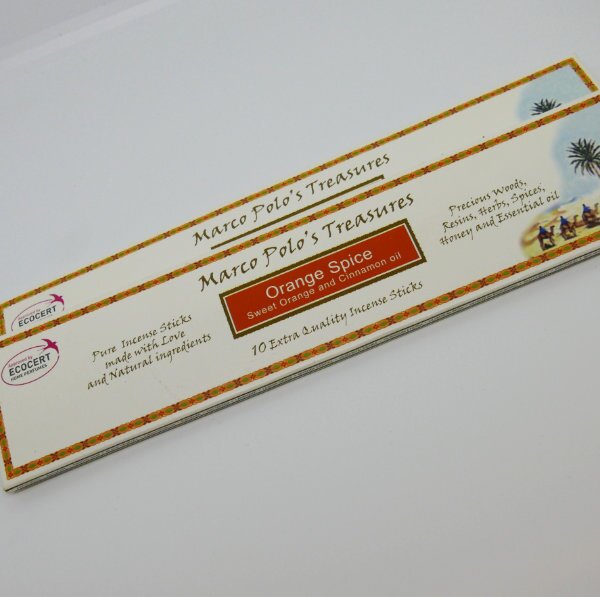 Marco Polo's Treasures
ECOCERT
Marco Polo's Treasures
Orange Spice
Sweet Orange and Cinnamon oil
10 Extra Quality Incense Sticks
ECOCERT
HOME PERFUMES
Pure Incense Sticks
made with Love
and Natural ingredients
Precious Woods,
Resins, Herbs, Spices,
Honey and Essential oil